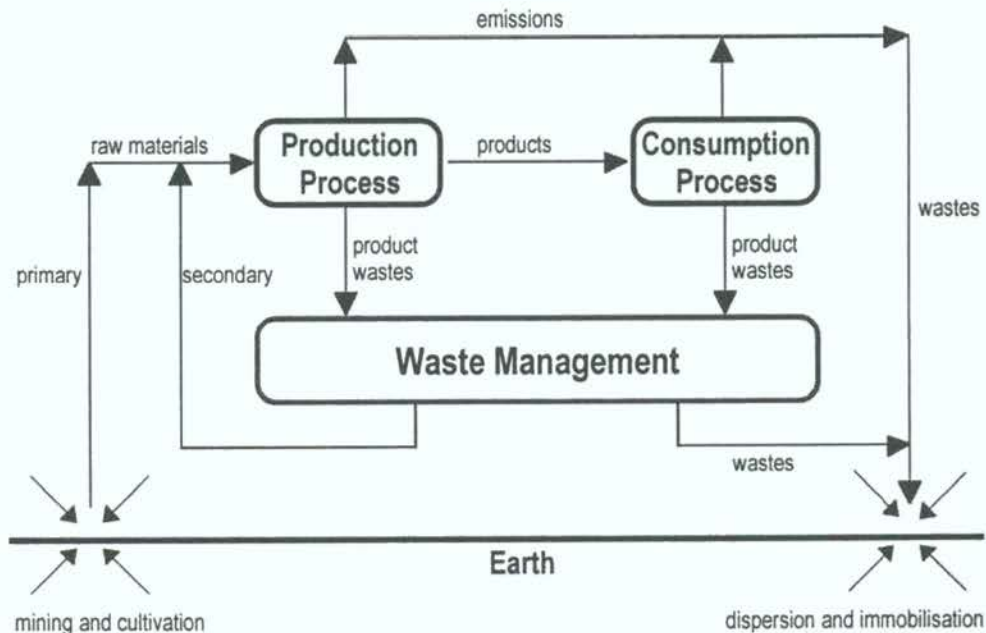 emissions
raw materials
Production
Process
products
Consumption
Process
wastes
primary
secondary
product
wastes
product
wastes
Waste Management
wastes
Earth
mining and cultivation
dispersion and immobilisation